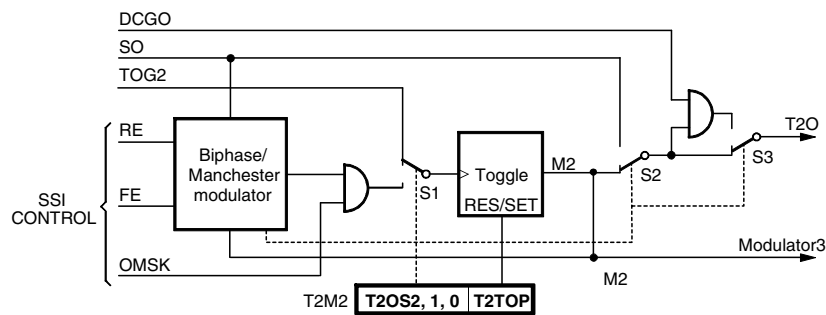 DCGO
SO
TOG2
RE
FE
SSI
CONTROL
OMSK
Biphase/
Manchester
modulator
S1
Toggle
RES/SET
M2
S2
S3
T2O
Modulator3
M2
T2M2
T2OS2, 1, 0
T2TOP